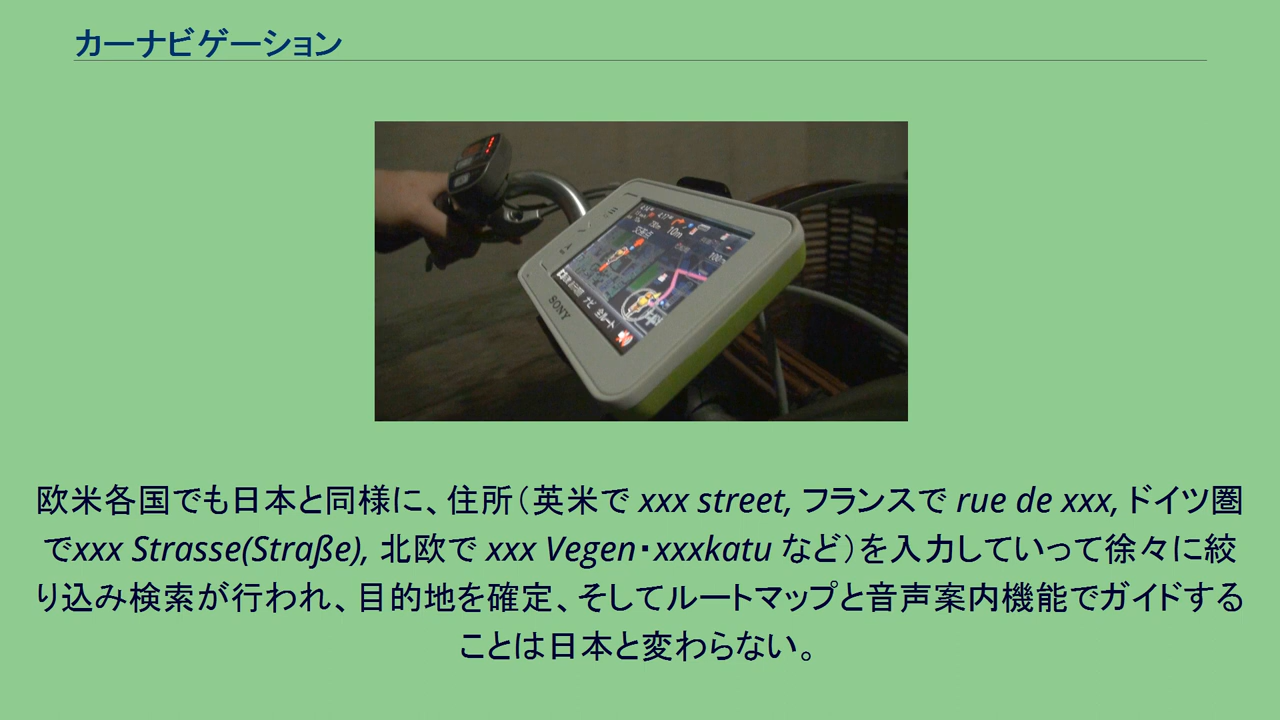 カーナビゲーション
SONY
10m
全ルート
欧米各国でも日本と同様に、住所(英米で xxx street, フランスで rue de xxx, ドイツ圏
でxxx Strasse(Straße), 北欧で xxx Vegen・xxxkatu など)を入力していって徐々に絞
り込み検索が行われ、目的地を確定、そしてルートマップと音声案内機能でガイドする
ことは日本と変わらない。